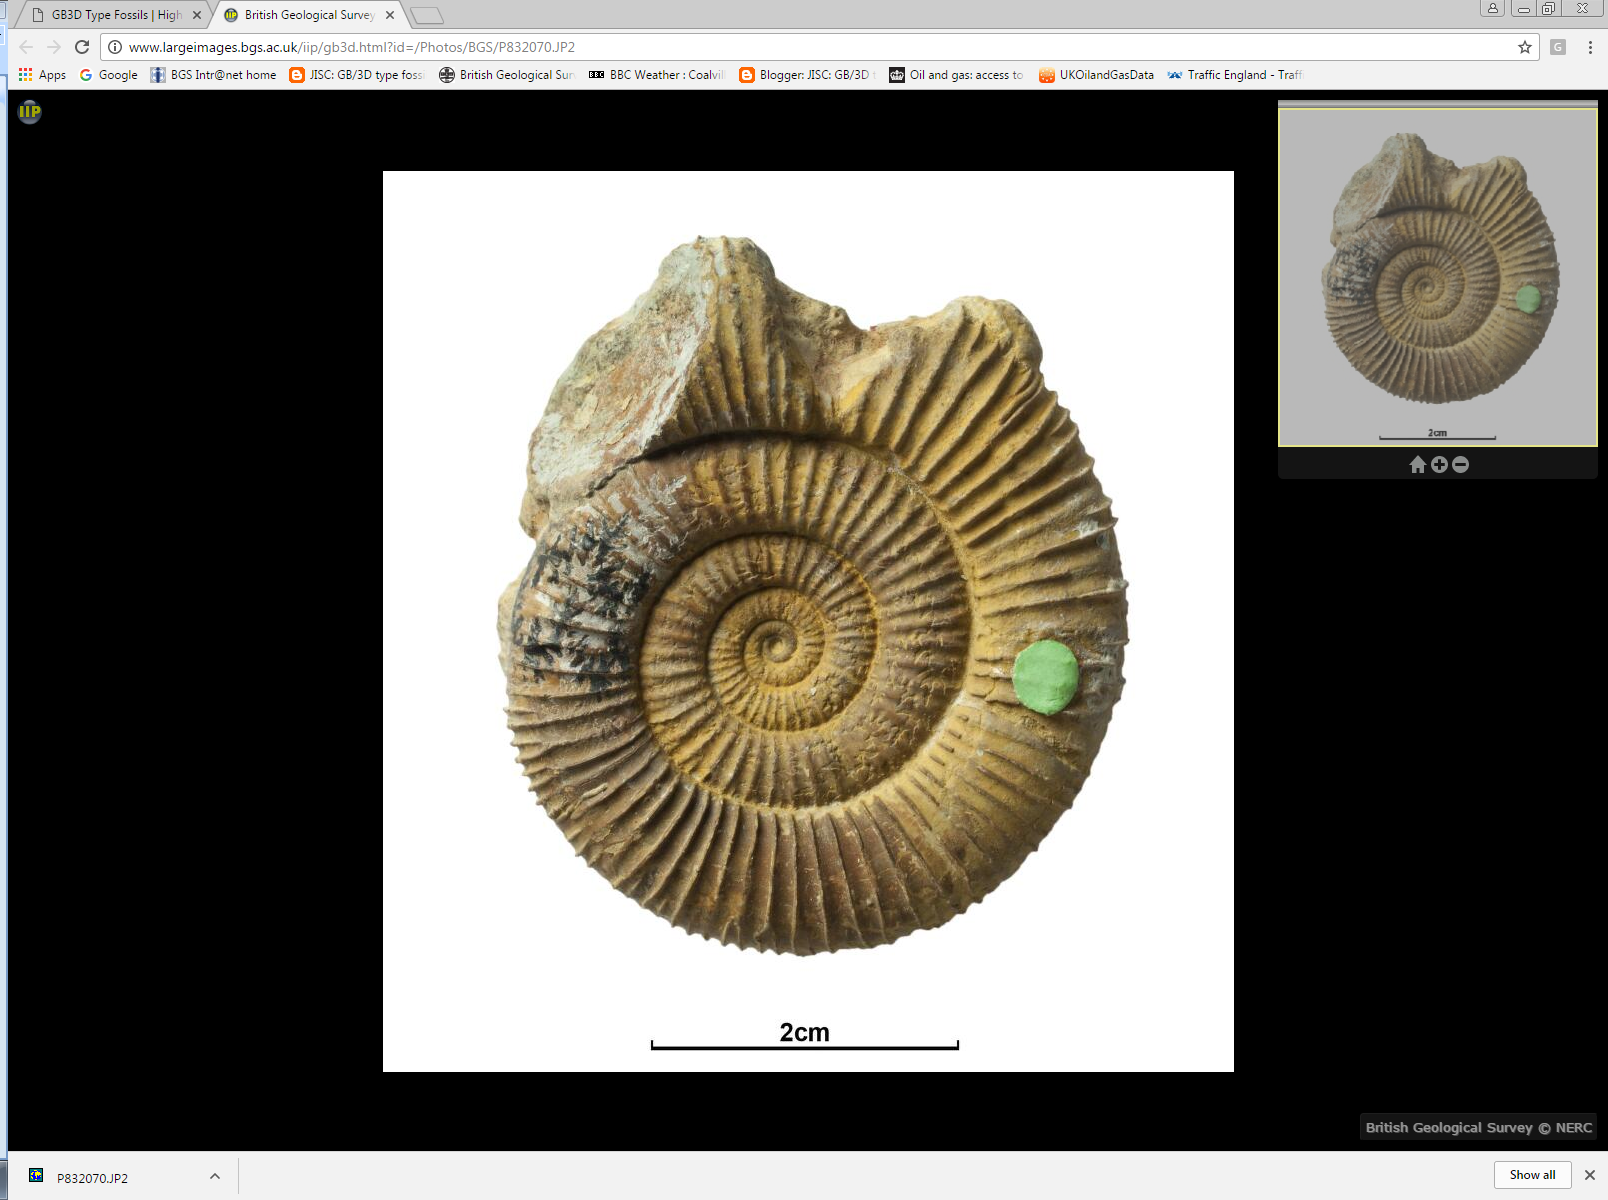 GB3D Type Fossils | High
British Geological Survey
www.largeimages.bgs.ac.uk/iip/gb3d.html?id=/Photos/BGS/P832070.JP2
G
Apps
Google
BGS Intr@net home
JISC: GB/3D type foss
British Geological Sur
BBC
BBC Weather : Coalvil
Blogger: JISC: GB/3D
Oil and gas: access to
UKOilandGasData
Traffic England - Traff
IIP
2cm
2cm
British Geological Survey © NERC
P832070.JP2
Show all